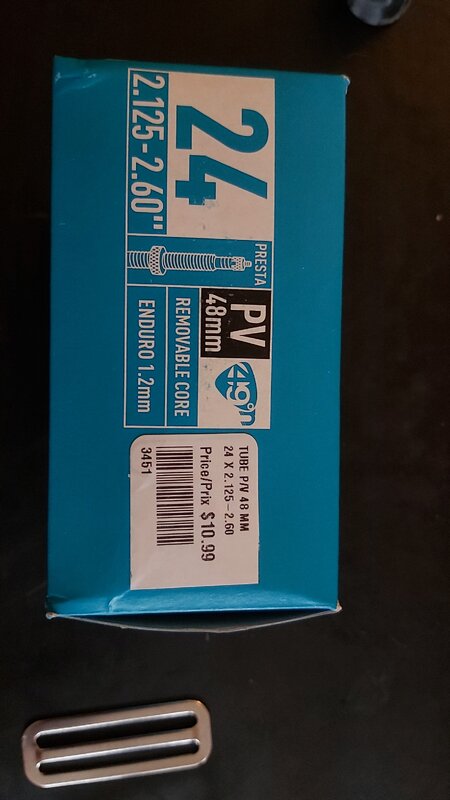 24
2.125-2.60"
PRESTA
PV
48mm
REMOVABLE CORE
ENDURO 1.2mm
49°n
TUBE P/V 48 MM
24 X 2.125-2.60
Price/Prix $10.99
3451